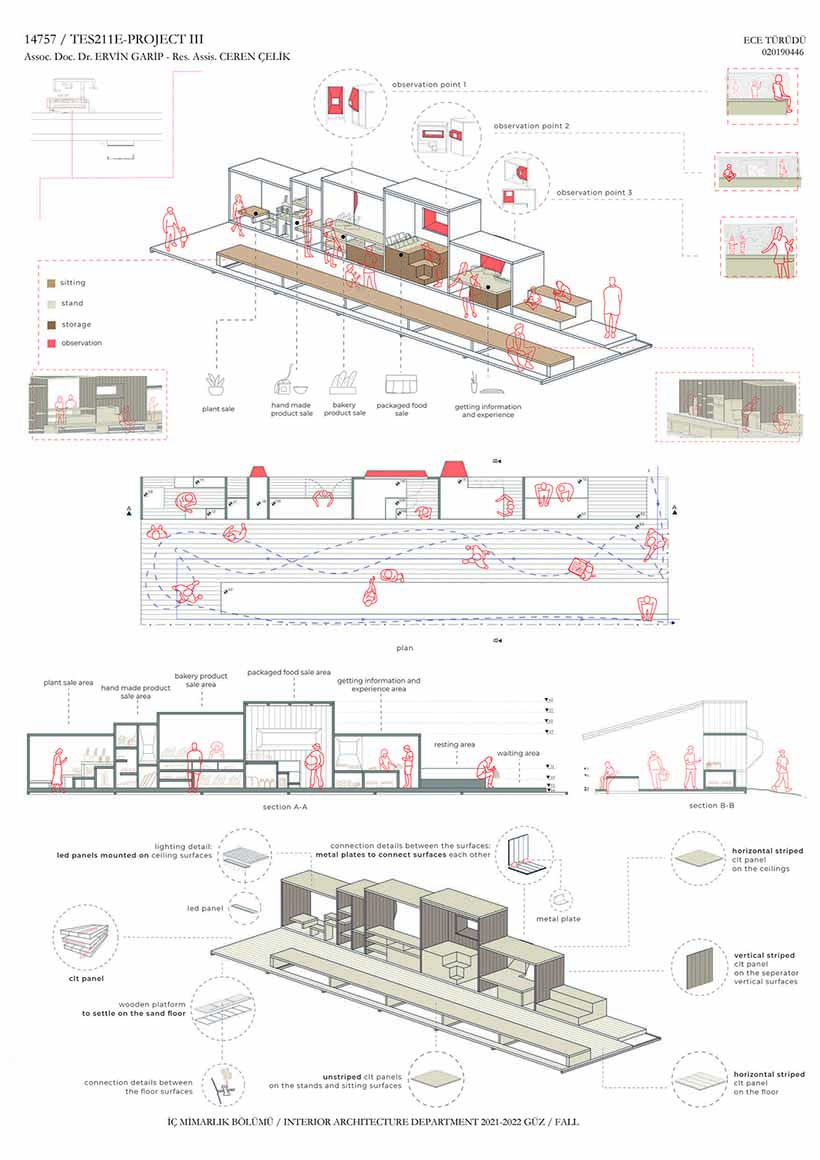 14757 / TES211E-PROJECT III
Assoc. Doc. Dr. ERVİN GARİP - Res. Assis. CEREN ÇELİK
ECE TÜRÜDÜ
020190446
observation point 1
observation point 2
observation point 3
sitting
stand
storage
observation
plant sale
hand made
product sale
bakery
product sale
packaged food
sale
getting information
and experience
B
A
A
B
plan
plant sale area
hand made product
sale area
bakery product
sale area
packaged food sale area
getting information and
experience area
resting area
waiting area
section A-A
section B-B
lighting detail:
led panels mounted on ceiling surfaces
led panel
connection details between the surfaces:
metal plates to connect surfaces each other
metal plate
horizontal striped
clt panel
on the ceilings
clt panel
vertical striped
clt panel
on the seperator
vertical surfaces
wooden platform
to settle on the sand floor
connection details between
the floor surfaces
unstriped clt panels
on the stands and sitting surfaces
horizontal striped
clt panel
on the floor
İÇ MİMARLIK BÖLÜMÜ / INTERIOR ARCHITECTURE DEPARTMENT 2021-2022 GÜZ / FALL